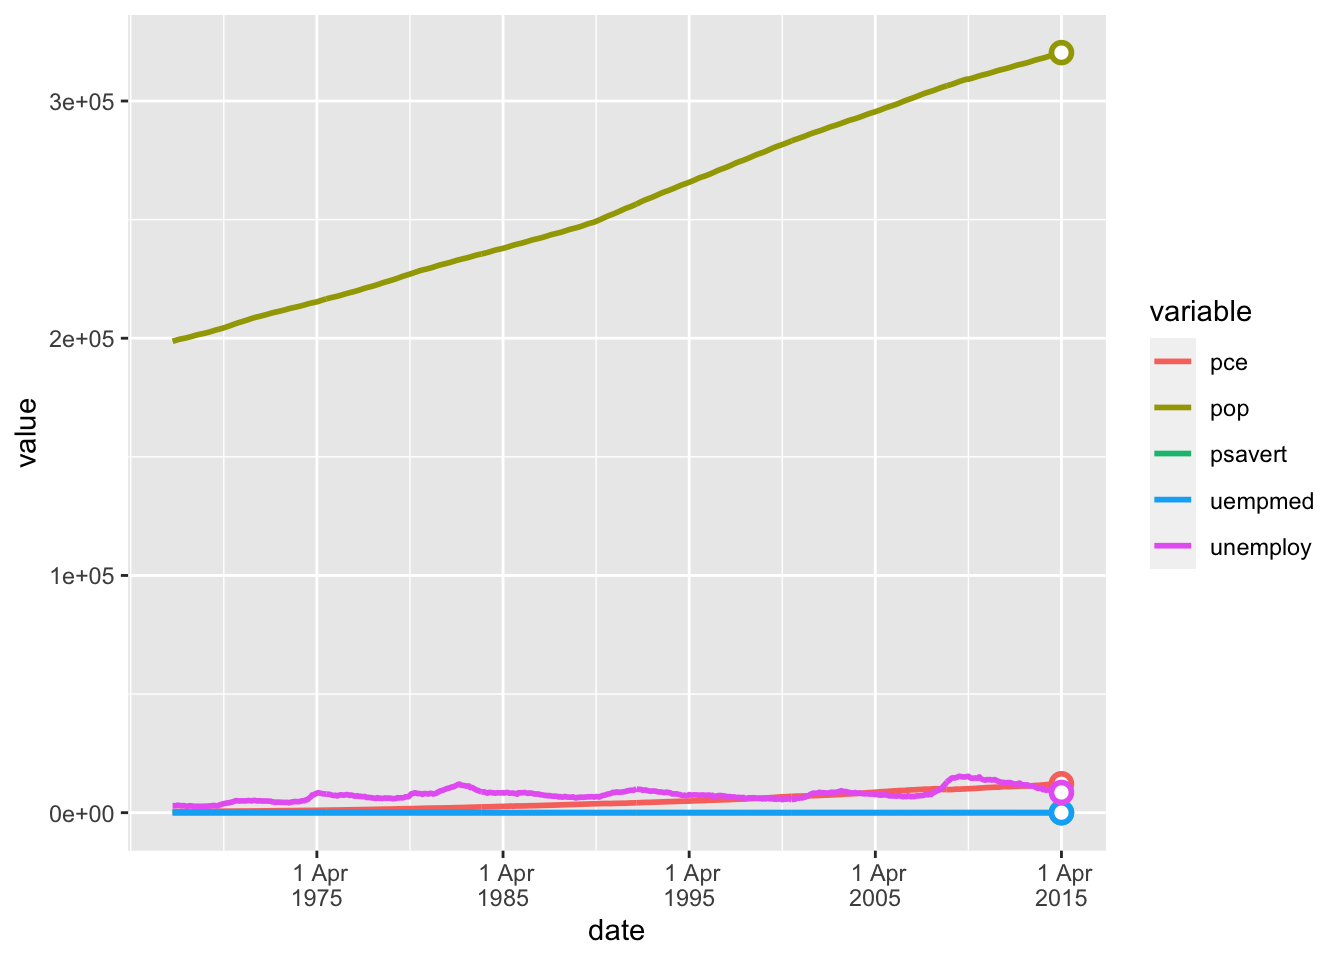 3e+05
2e+05
1e+05
0e+00
value
1 Apr 1 Apr 1 Apr 1 Apr 1 Apr
1975 1985 1995 2005 2015
date
variable
pce
pop
psavert
uempmed
unemploy